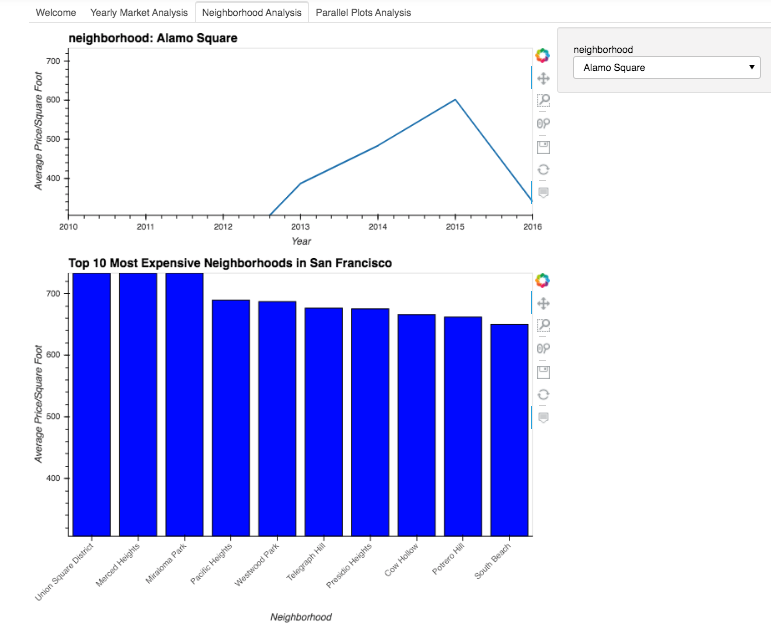 Welcome Yearly Market Analysis Neighborhood Analysis Parallel Plots Analysis
neighborhood: Alamo Square
neighborhood
Alamo Square
Average Price/Square Foot
700
600
500
400
2010 2011 2012 2013 2014 2015 2016
Year
Top 10 Most Expensive Neighborhoods in San Francisco
Average Price/Square Foot
700
600
500
400
Union Square District
Merced Heights
Miraloma Park
Pacific Heights
Westwood Park
Telegraph Hill
Presidio Heights
Cow Hollow
Potrero Hill
South Beach
Neighborhood